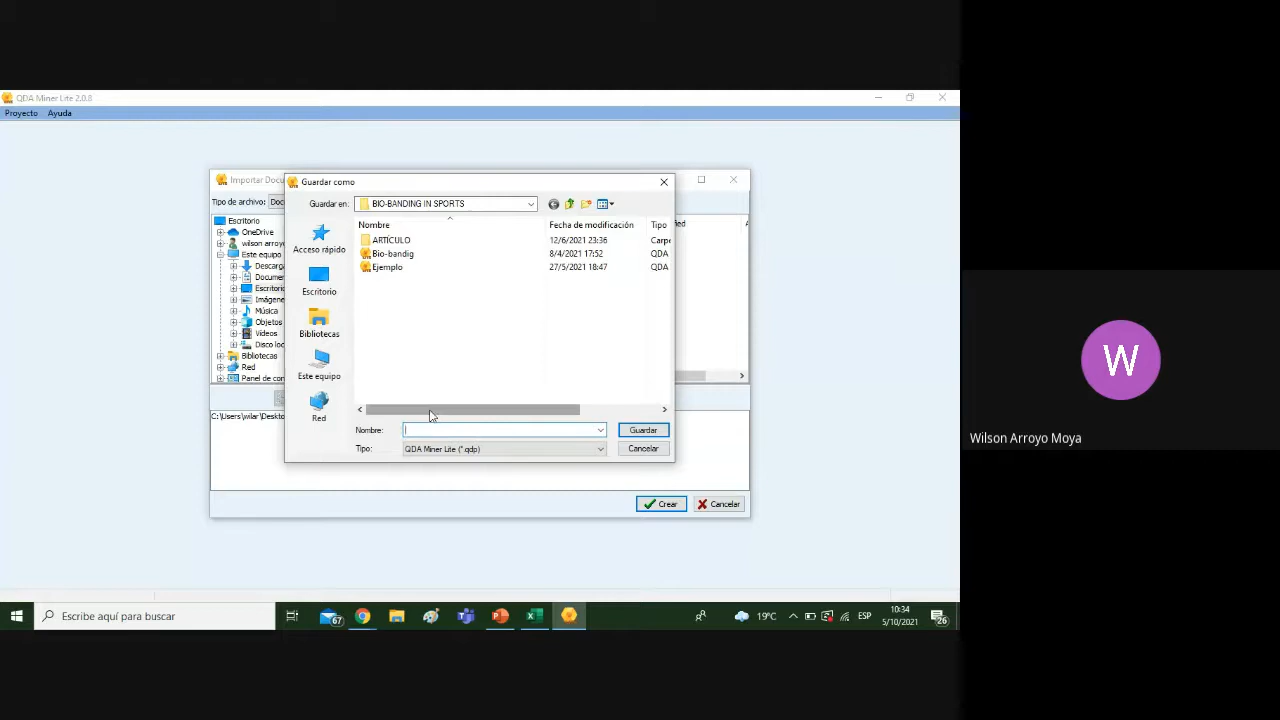 QDA Miner Lite 2.0.8
Proyecto Ayuda
Importar Docu
Guardar como
Tipo de archivo: Doc
Guardar en: BIO-BANDING IN SPORTS
Escritorio
OneDrive
wilson arroy
Este equipo
Descarg
Docume
Escritori
Imágene
Música
Objetos
Vídeos
Disco loc
Bibliotecas
Red
Panel de con
Acceso rápido
Escritorio
Bibliotecas
Este equipo
Red
Nombre Fecha de modificación Tipo
ARTÍCULO 12/6/2021 23:36 Carpe
Bio-bandig 8/4/2021 17:52 QDA
Ejemplo 27/5/2021 18:47 QDA
C:\Users\wilar\Deskto
Nombre: Guardar
Tipo: QDA Miner Lite (*.qdp) Cancelar
Crear Cancelar
W
Wilson Arroyo Moya
Escribe aquí para buscar
67
19°C
ESP
10:34
5/10/2021
26